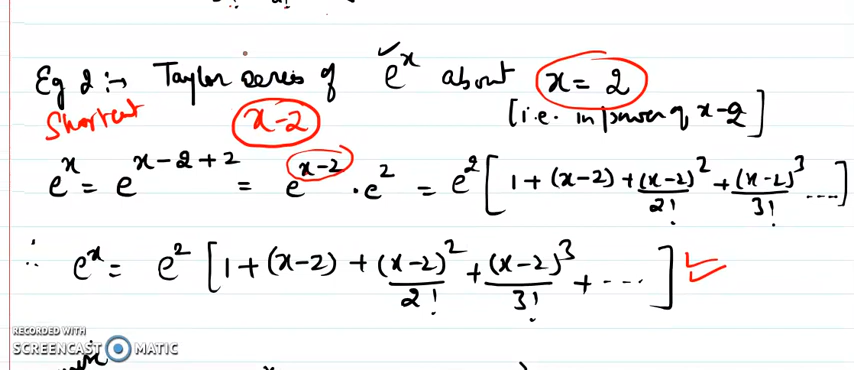 Eg 2:→ Taylor series of e^x about x = 2
Shortcut x-2 [i.e. in power of x-2]
e^x = e^{x-2+2} = e^{x-2} · e^2 = e^2 [1 + (x-2) + (x-2)^2/2! + (x-2)^3/3! ....]
∴ e^x = e^2 [1 + (x-2) + (x-2)^2/2! + (x-2)^3/3! + ....]
RECORDED WITH
SCREENCAST O MATIC